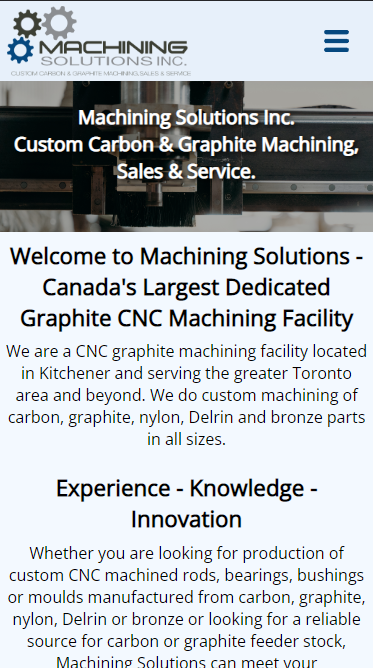 MACHINING
SOLUTIONS INC.
CUSTOM CARBON & GRAPHITE MACHINING, SALES & SERVICE
Machining Solutions Inc.
Custom Carbon & Graphite Machining,
Sales & Service.
Welcome to Machining Solutions -
Canada's Largest Dedicated
Graphite CNC Machining Facility
We are a CNC graphite machining facility located
in Kitchener and serving the greater Toronto
area and beyond. We do custom machining of
carbon, graphite, nylon, Delrin and bronze parts
in all sizes.
Experience - Knowledge -
Innovation
Whether you are looking for production of
custom CNC machined rods, bearings, bushings
or moulds manufactured from carbon, graphite,
nylon, Delrin or bronze or looking for a reliable
source for carbon or graphite feeder stock,
Machining Solutions can meet your